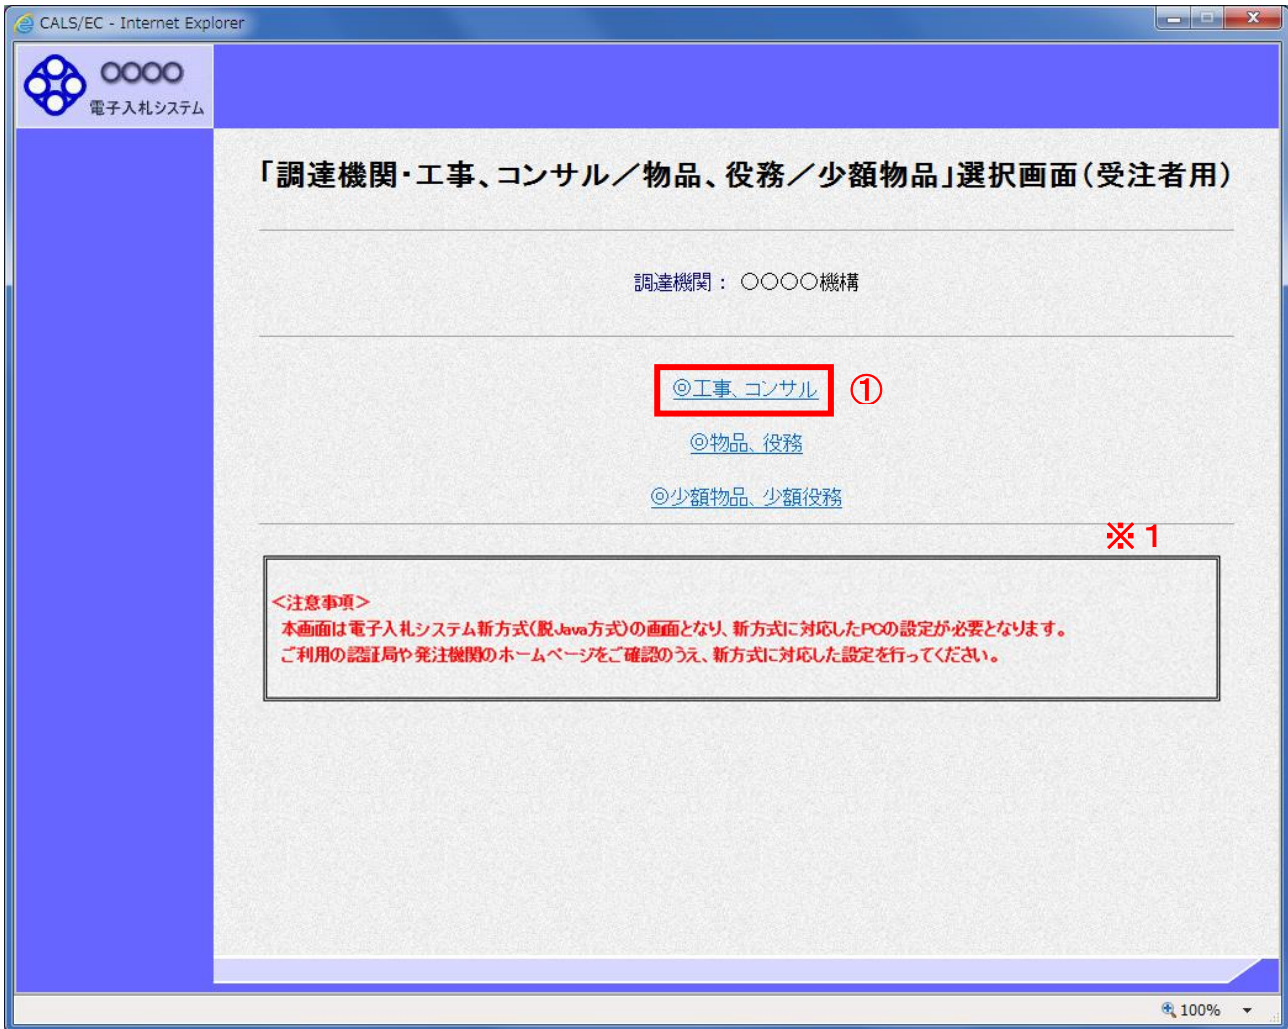 CALS/EC - Internet Explorer
○○○○
電子入札システム
「調達機関・工事、コンサル／物品、役務／少額物品」選択画面（受注者用）
調達機関： ○○○○機構
◎工事、コンサル ①
◎物品、役務
◎少額物品、少額役務
※１
＜注意事項＞
本画面は電子入札システム新方式(脱Java方式)の画面となり、新方式に対応したPCの設定が必要となります。
ご利用の認証局や発注機関のホームページをご確認のうえ、新方式に対応した設定を行ってください。
100%